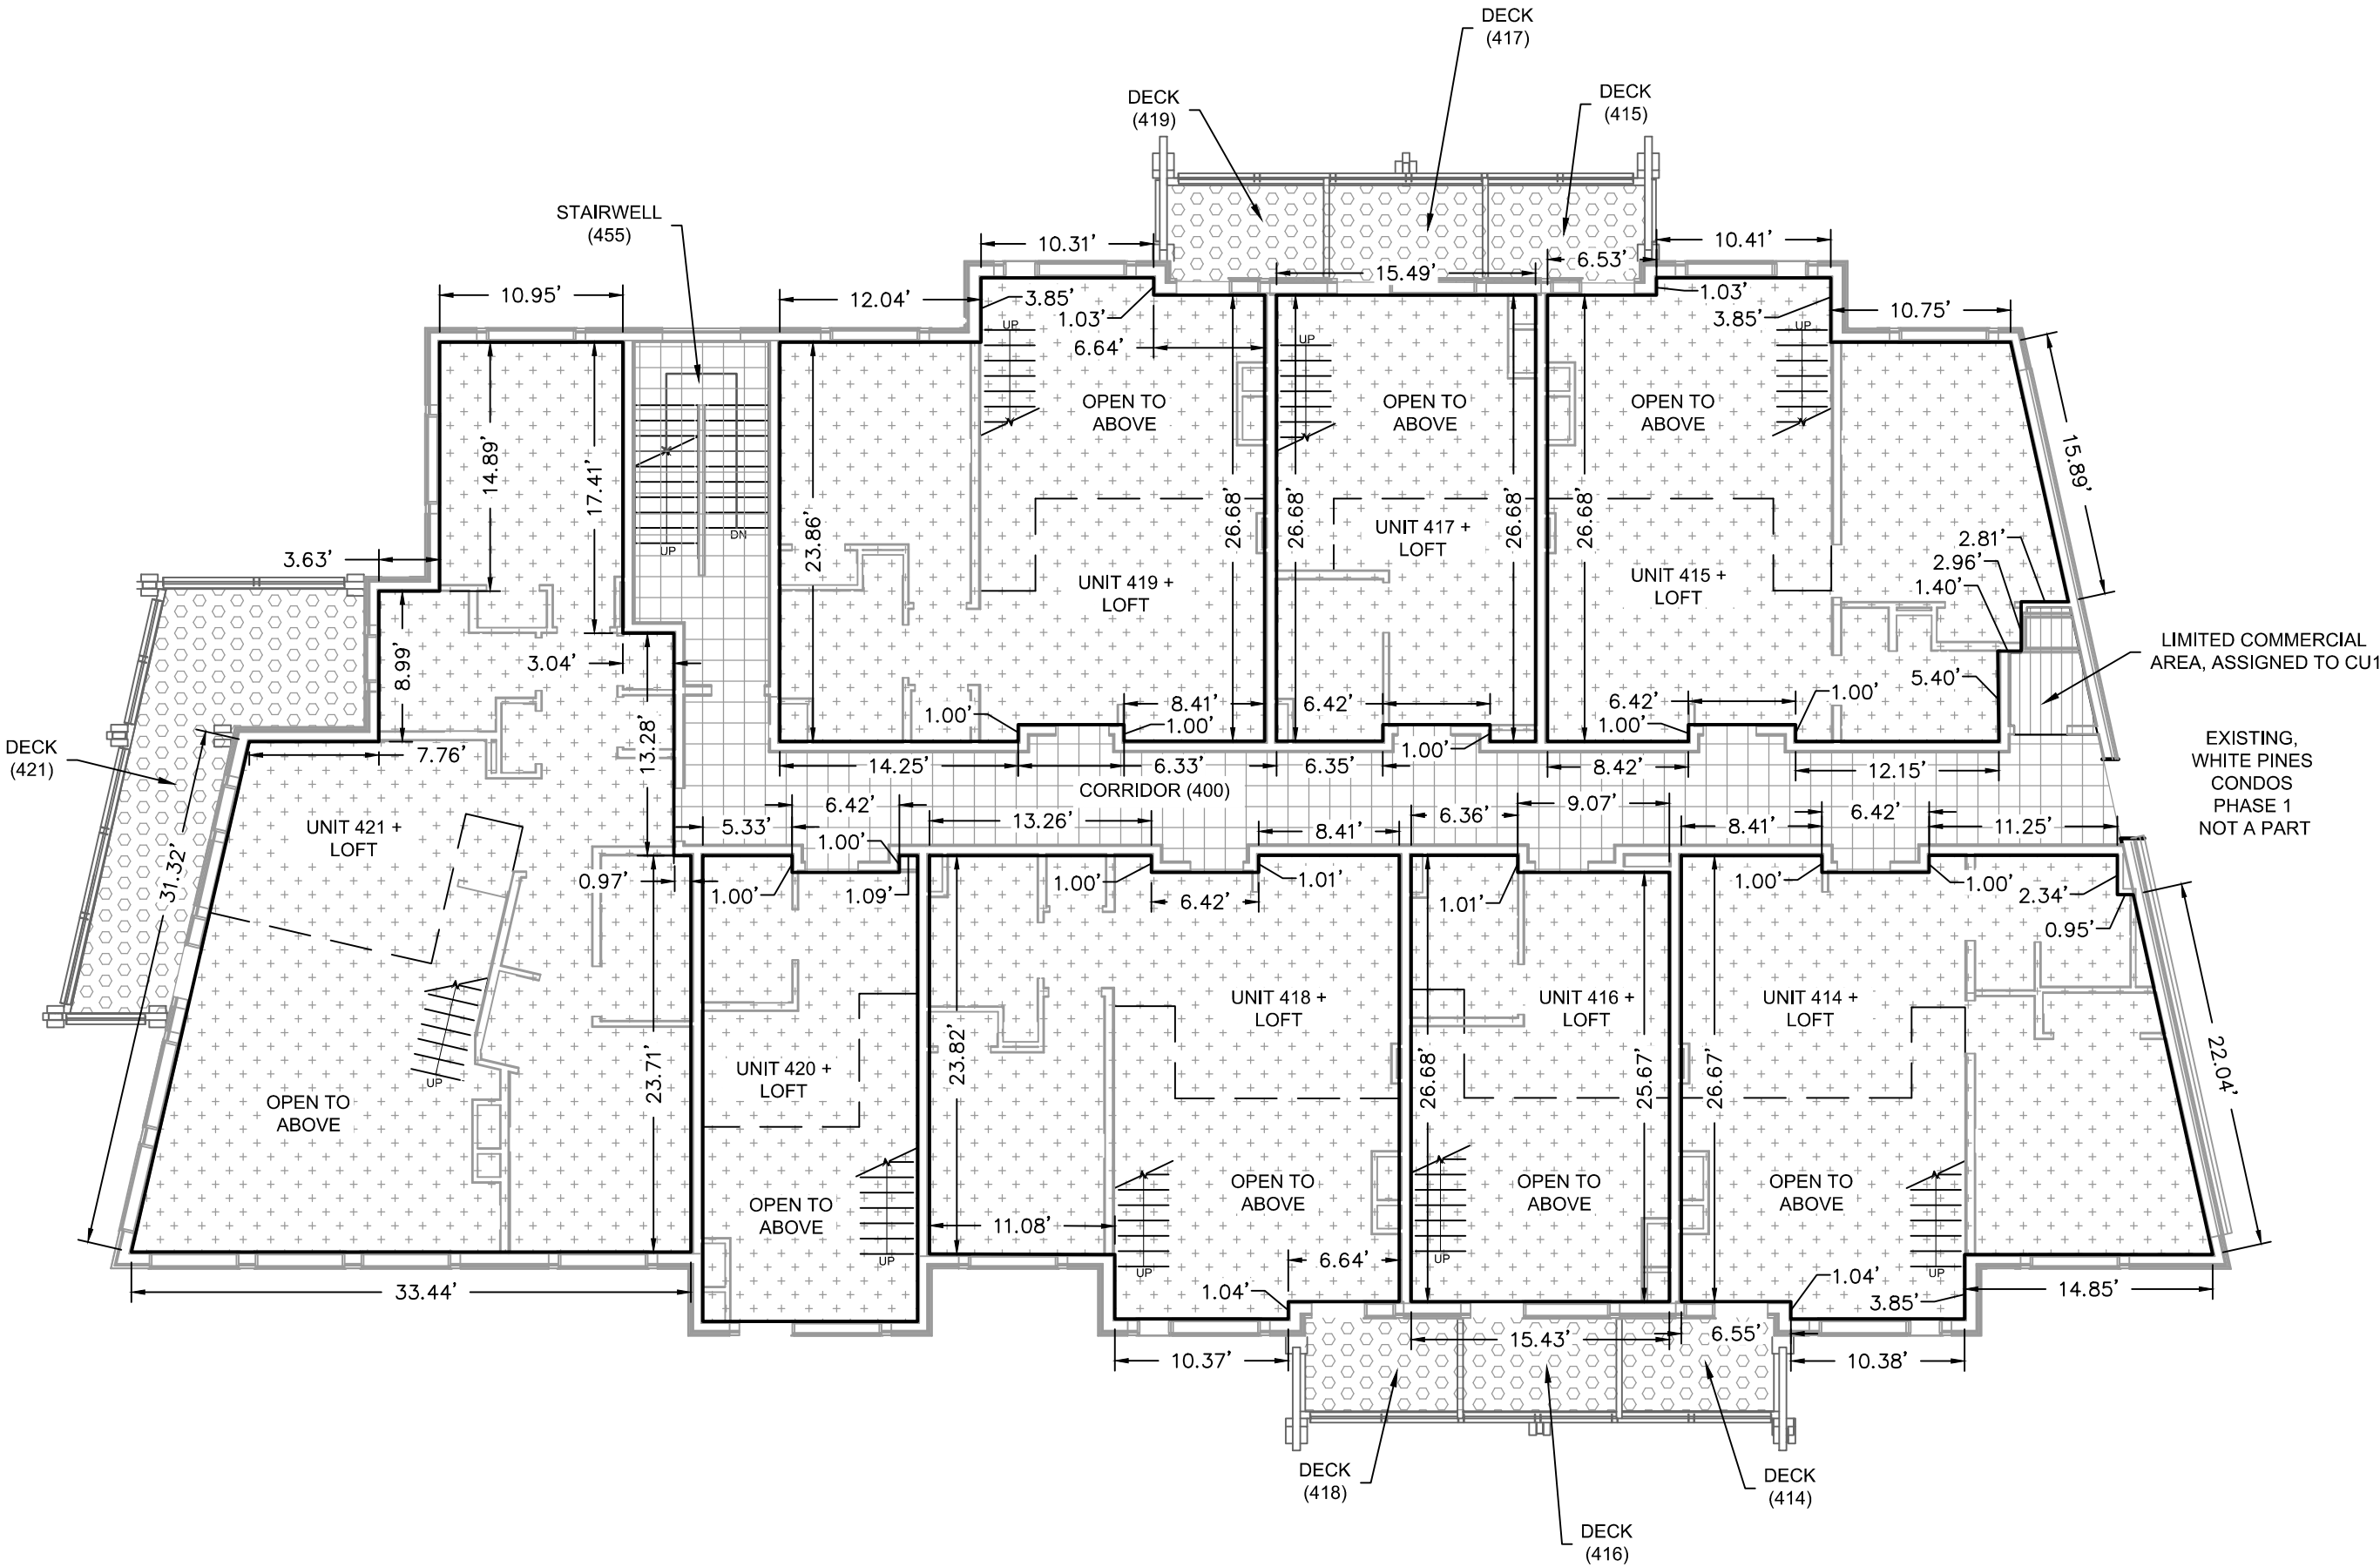 DECK
(417)
DECK
(419)
DECK
(415)
STAIRWELL
(455)
10.31’
10.41’
15.49’
6.53’
10.95’
12.04’
3.85’
1.03’
1.03’
3.85’
10.75’
6.64’
UP
UP
UP
OPEN TO
ABOVE
OPEN TO
ABOVE
OPEN TO
ABOVE
14.89’
17.41’
23.86’
26.68’
26.68’
26.68’
26.68’
15.89’
UP
DN
UNIT 417 +
LOFT
UNIT 419 +
LOFT
UNIT 415 +
LOFT
3.63’
2.81’
2.96’
1.40’
8.99’
3.04’
13.28’
LIMITED COMMERCIAL
AREA, ASSIGNED TO CU1
5.40’
8.41’
6.42’
6.42’
1.00’
1.00’
1.00’
1.00’
1.00’
1.00’
DECK
(421)
7.76’
14.25’
6.33’
6.35’
8.42’
12.15’
EXISTING,
WHITE PINES
CONDOS
PHASE 1
NOT A PART
CORRIDOR (400)
5.33’
6.42’
13.26’
8.41’
6.36’
9.07’
8.41’
6.42’
11.25’
UNIT 421 +
LOFT
31.32’
0.97’
1.00’
1.00’
1.09’
1.00’
6.42’
1.01’
1.01’
1.00’
1.00’
2.34’
0.95’
23.71’
23.82’
26.68’
25.67’
26.67’
22.04’
UNIT 418 +
LOFT
UNIT 416 +
LOFT
UNIT 414 +
LOFT
UNIT 420 +
LOFT
UP
OPEN TO
ABOVE
OPEN TO
ABOVE
OPEN TO
ABOVE
OPEN TO
ABOVE
OPEN TO
ABOVE
11.08’
6.64’
UP
UP
UP
UP
1.04’
1.04’
3.85’
33.44’
14.85’
15.43’
6.55’
10.37’
10.38’
DECK
(418)
DECK
(414)
DECK
(416)